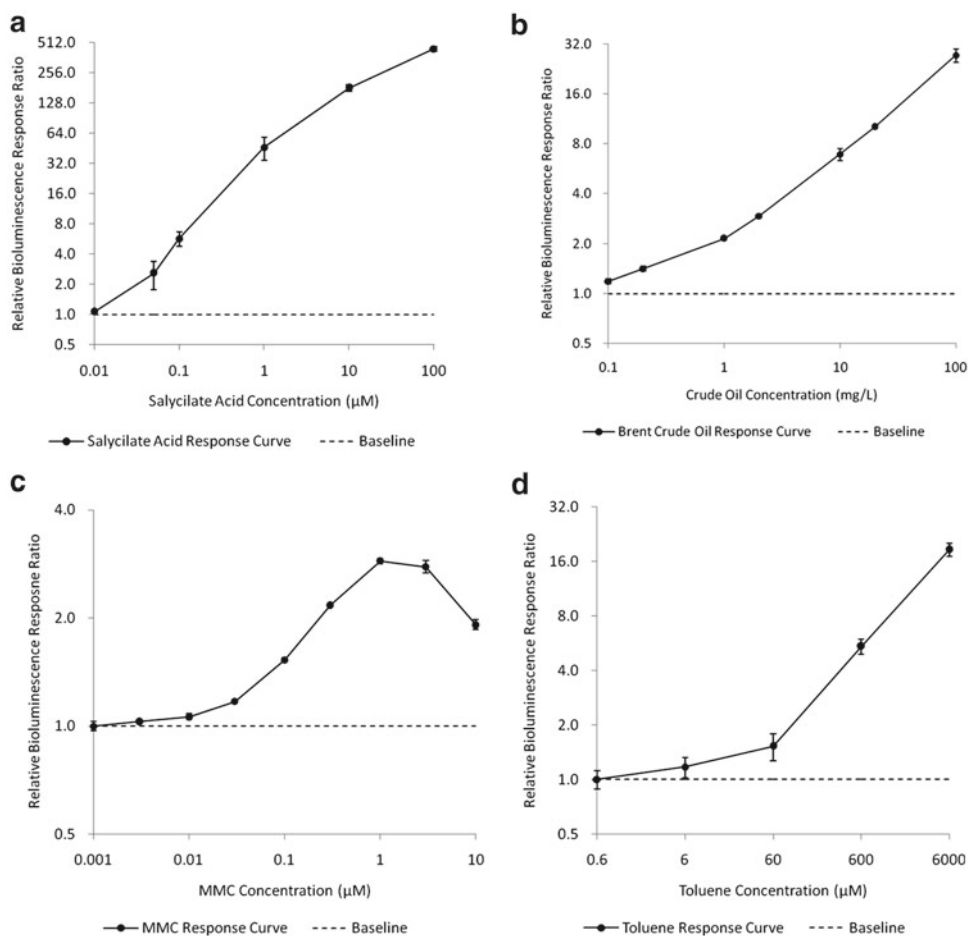 a
Relative Bioluminescence Response Ratio
512.0
256.0
128.0
64.0
32.0
16.0
8.0
4.0
2.0
1.0
0.5
0.01 0.1 1 10 100
Salycilate Acid Concentration (μM)
Salycilate Acid Response Curve Baseline
b
Relative Bioluminescence Response Ratio
32.0
16.0
8.0
4.0
2.0
1.0
0.5
0.1 1 10 100
Crude Oil Concentration (mg/L)
Brent Crude Oil Response Curve Baseline
c
Relative Bioluminescence Resposne Ratio
4.0
2.0
1.0
0.5
0.001 0.01 0.1 1 10
MMC Concentration (μM)
MMC Response Curve Baseline
d
Relative Bioluminescence Response Ratio
32.0
16.0
8.0
4.0
2.0
1.0
0.5
0.6 6 60 600 6000
Toluene Concentration (μM)
Toluene Response Curve Baseline